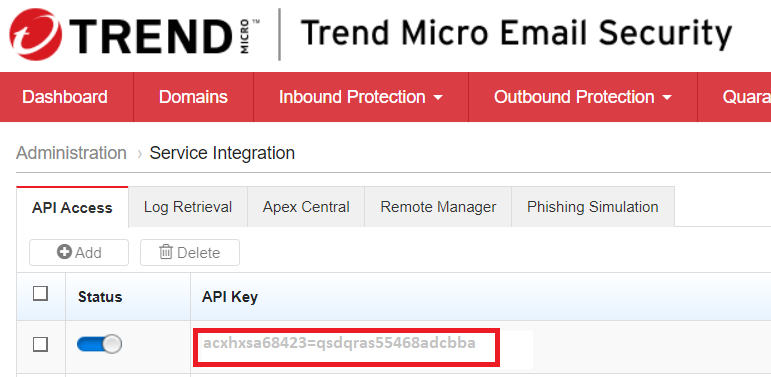 TREND MICRO™ | Trend Micro Email Security
Dashboard Domains Inbound Protection Outbound Protection Quara
Administration › Service Integration
API Access Log Retrieval Apex Central Remote Manager Phishing Simulation
Add Delete
Status API Key
acxhxsa68423=qsdqras55468adcbba